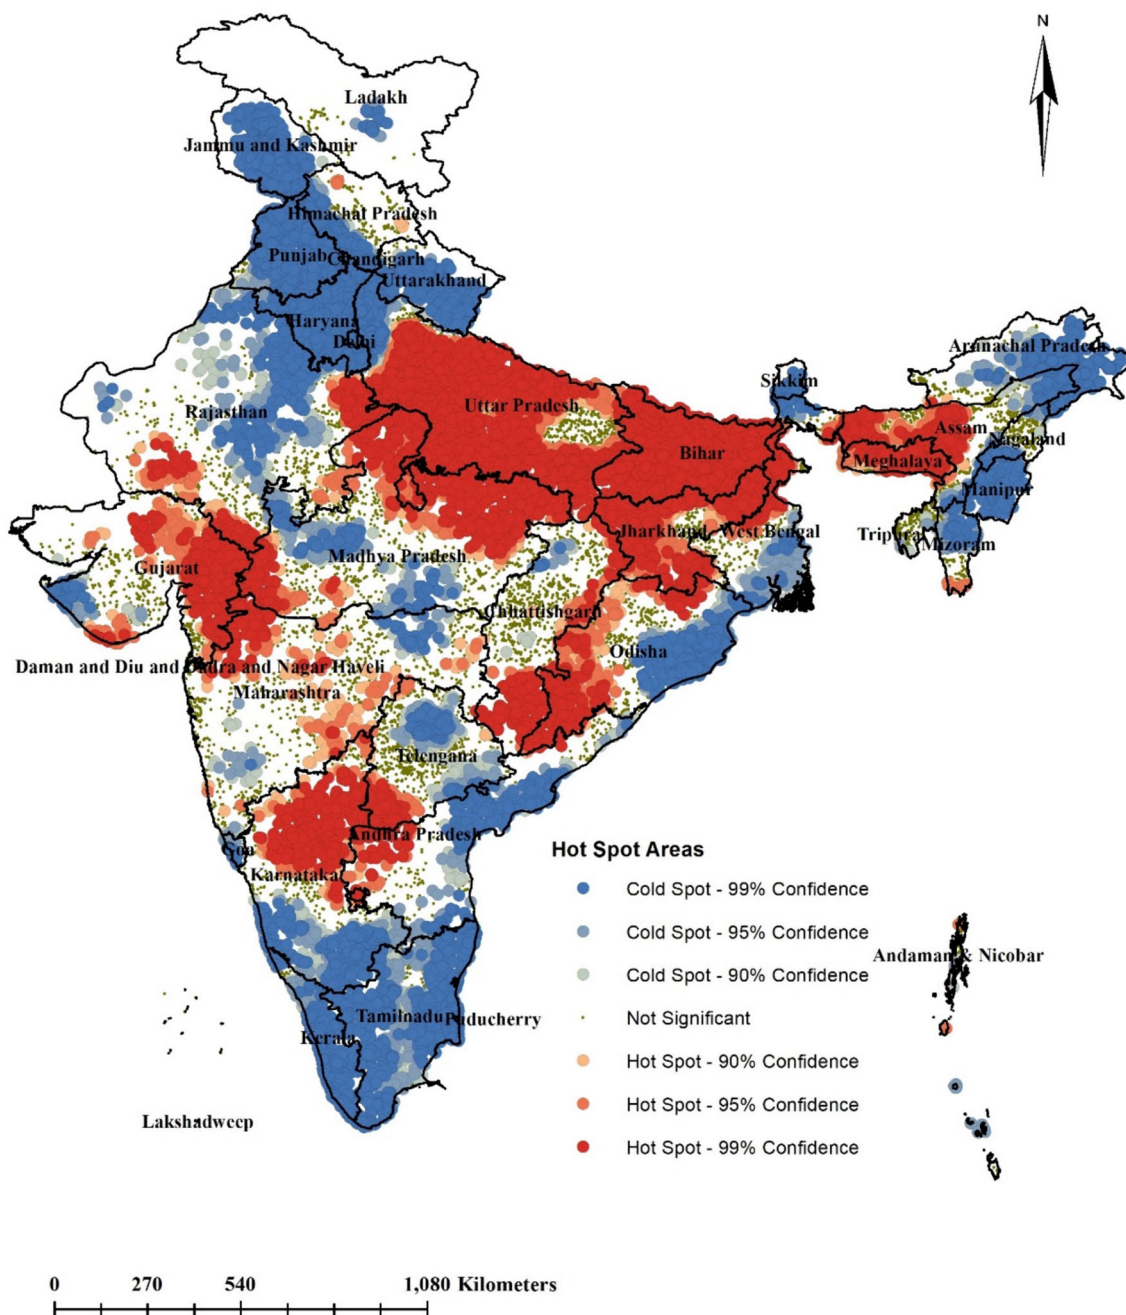 N
Ladakh
Jammu and Kashmir
Himachal Pradesh
Punjab
Chandigarh
Uttarakhand
Haryana
Delhi
Arunachal Pradesh
Sikkim
Rajasthan
Uttar Pradesh
Assam
Nagaland
Bihar
Meghalaya
Manipur
Jharkhand
West Bengal
Tripura
Mizoram
Madhya Pradesh
Gujarat
Chhattishgarh
Odisha
Daman and Diu and Dadra and Nagar Haveli
Maharashtra
Telengana
Andhra Pradesh
Goa
Karnataka
Hot Spot Areas
Cold Spot - 99% Confidence
Cold Spot - 95% Confidence
Cold Spot - 90% Confidence
Not Significant
Hot Spot - 90% Confidence
Hot Spot - 95% Confidence
Hot Spot - 99% Confidence
Andaman & Nicobar
Tamilnadu
Puducherry
Kerala
Lakshadweep
0 270 540 1,080 Kilometers